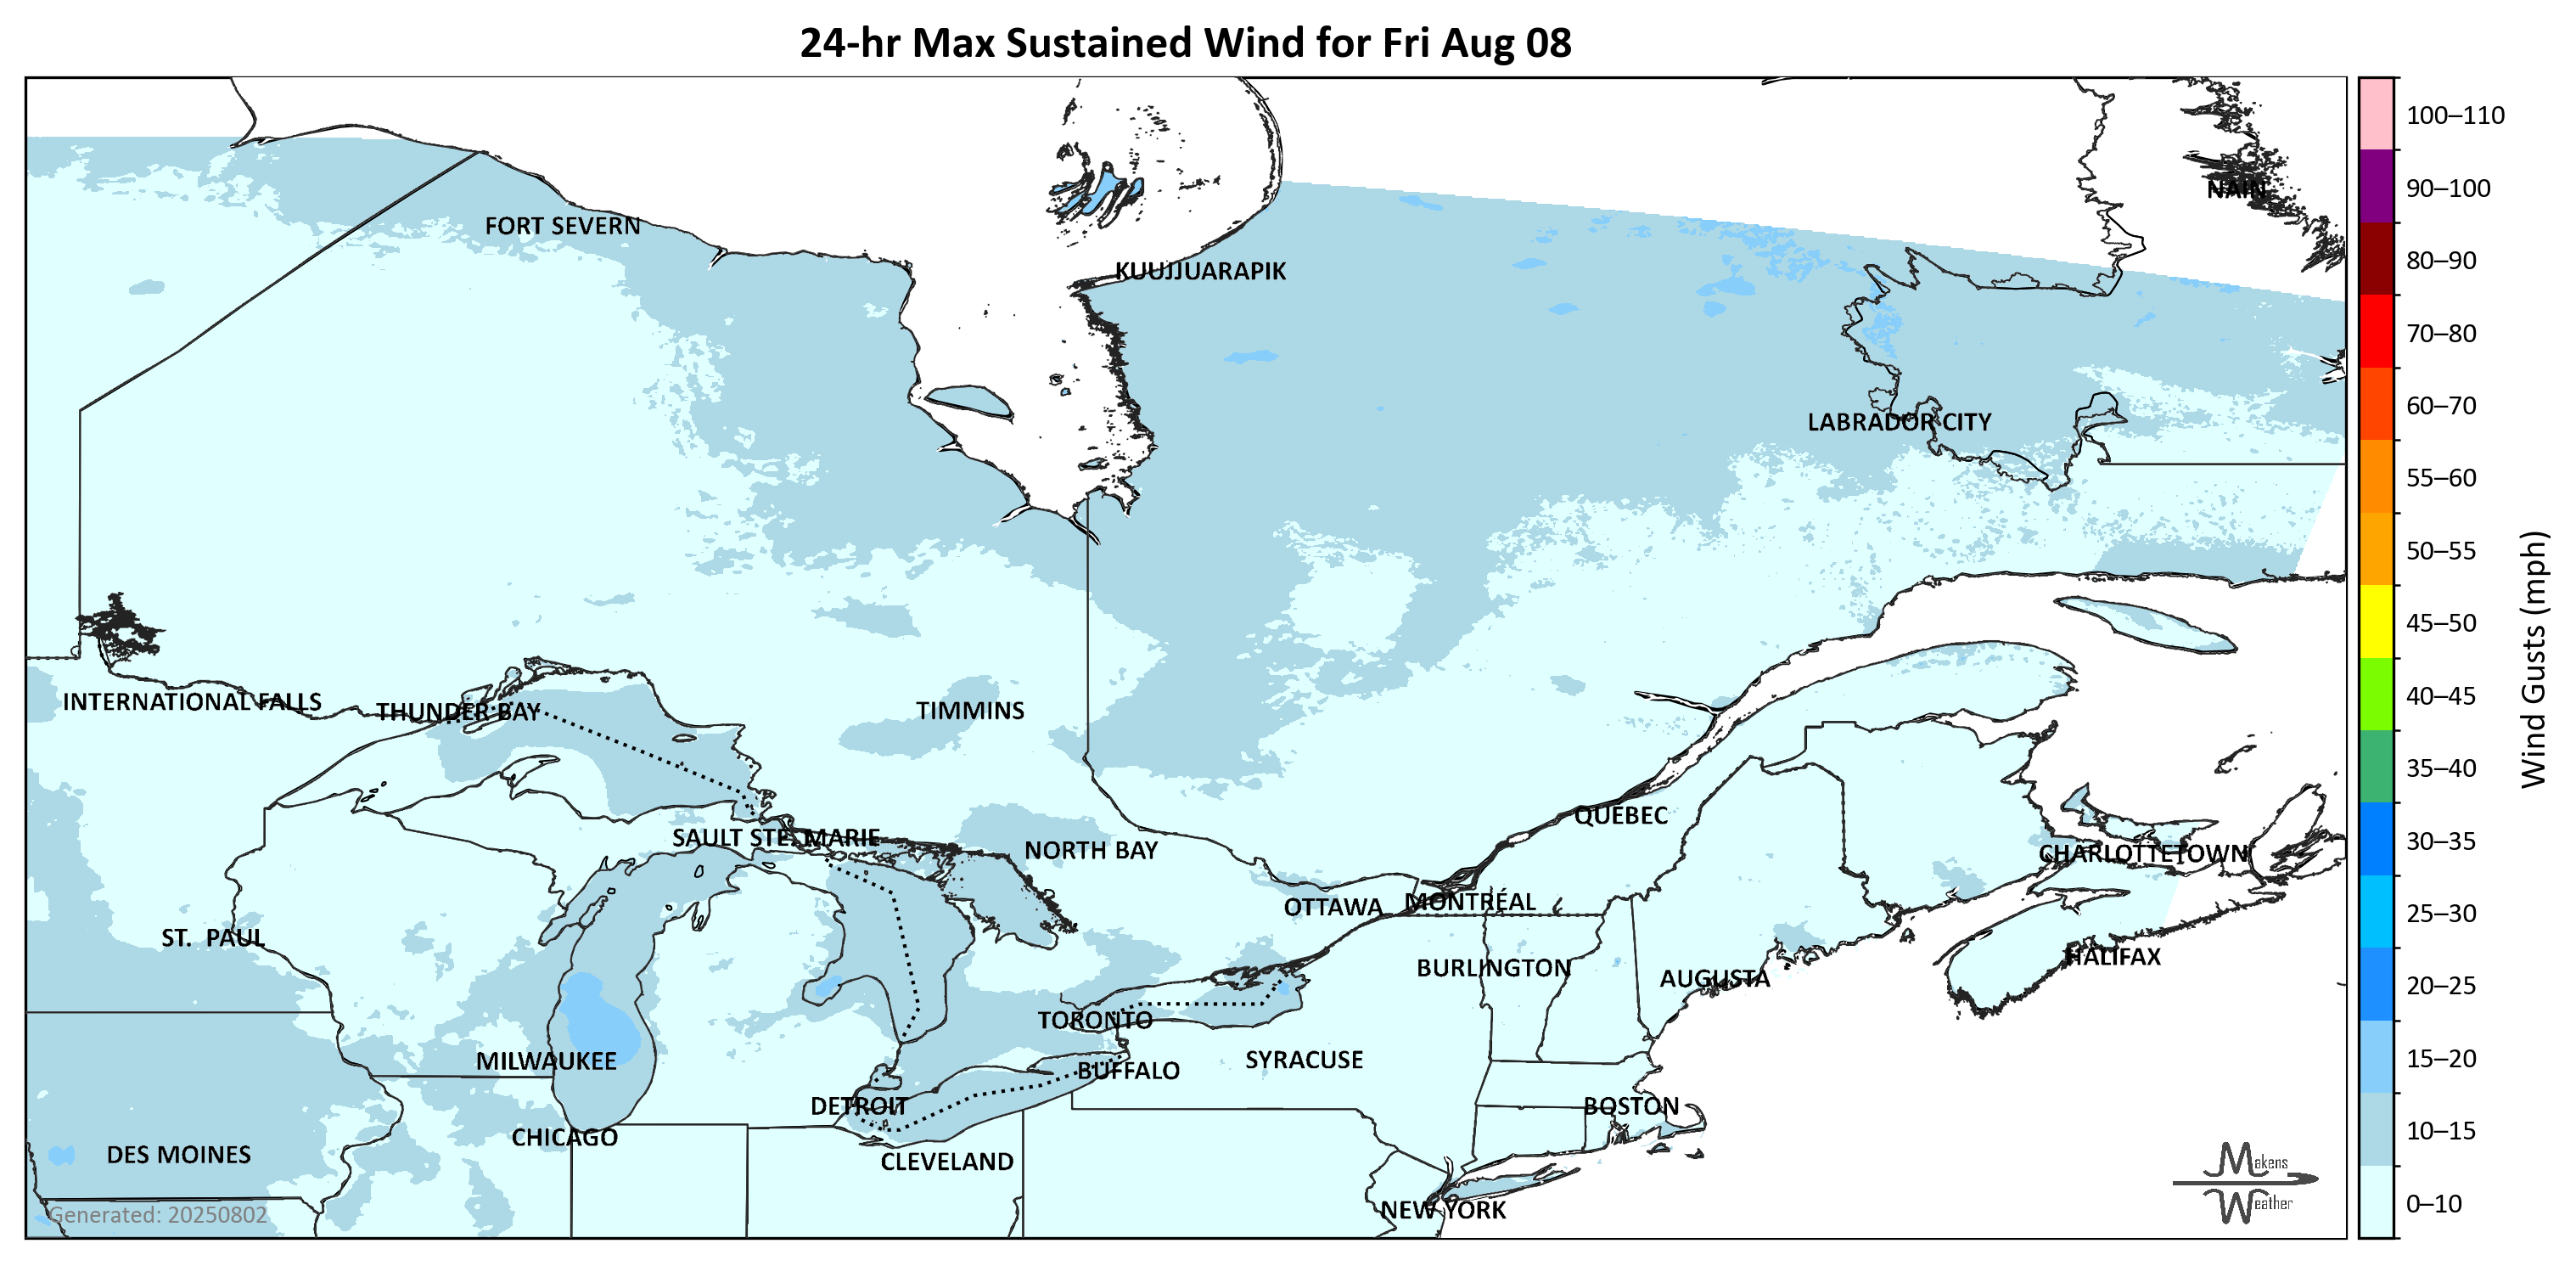 24-hr Max Sustained Wind for Fri Aug 08
100–110
90–100
80–90
70–80
60–70
55–60
50–55
45–50
40–45
35–40
30–35
25–30
20–25
15–20
10–15
0–10
Wind Gusts (mph)
NAIN
FORT SEVERN
KUUJJUARAPIK
LABRADOR CITY
INTERNATIONAL FALLS
THUNDER BAY
TIMMINS
QUÉBEC
SAULT STE. MARIE
NORTH BAY
CHARLOTTETOWN
OTTAWA
MONTRÉAL
ST. PAUL
HALIFAX
BURLINGTON
AUGUSTA
TORONTO
MILWAUKEE
SYRACUSE
BUFFALO
DETROIT
BOSTON
CHICAGO
DES MOINES
CLEVELAND
NEW YORK
Generated: 20250802
Makens
Weather